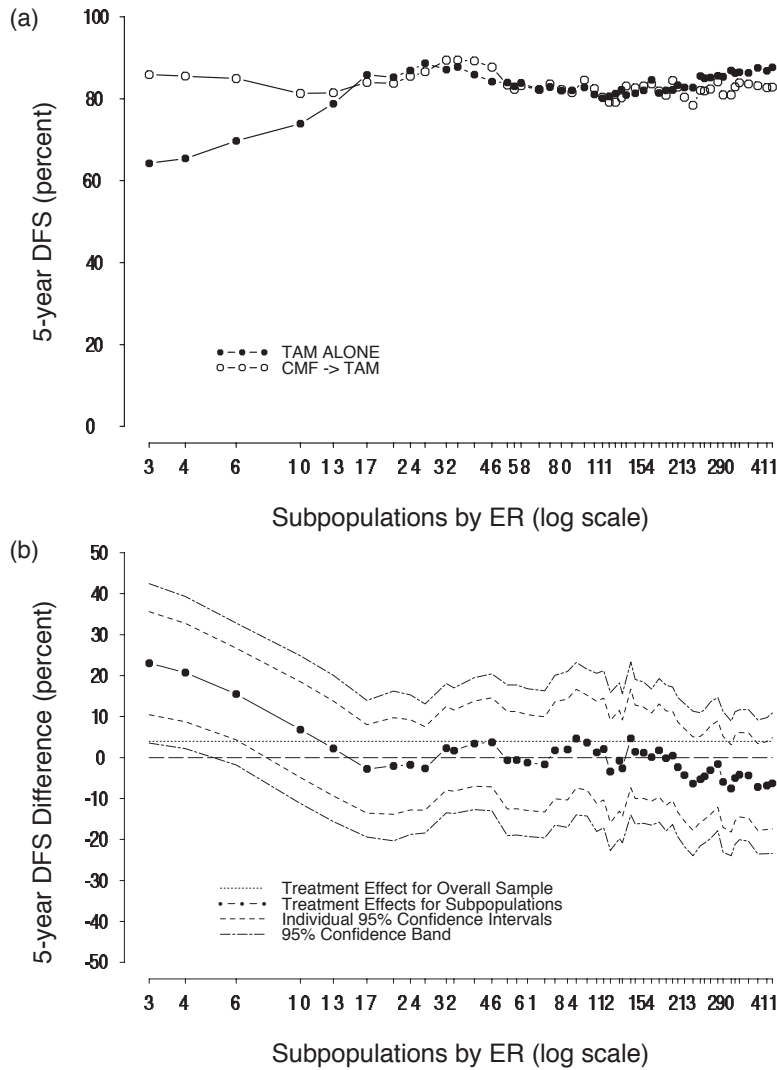 (a)
100
80
60
40
20
0
5-year DFS (percent)
TAM ALONE
CMF -> TAM
3 4 6 10 13 17 24 32 46 58 80 111 154 213 290 411
Subpopulations by ER (log scale)
(b)
50
40
30
20
10
0
-10
-20
-30
-40
-50
5-year DFS Difference (percent)
Treatment Effect for Overall Sample
Treatment Effects for Subpopulations
Individual 95% Confidence Intervals
95% Confidence Band
3 4 6 10 13 17 24 32 46 61 84 112 154 213 290 411
Subpopulations by ER (log scale)